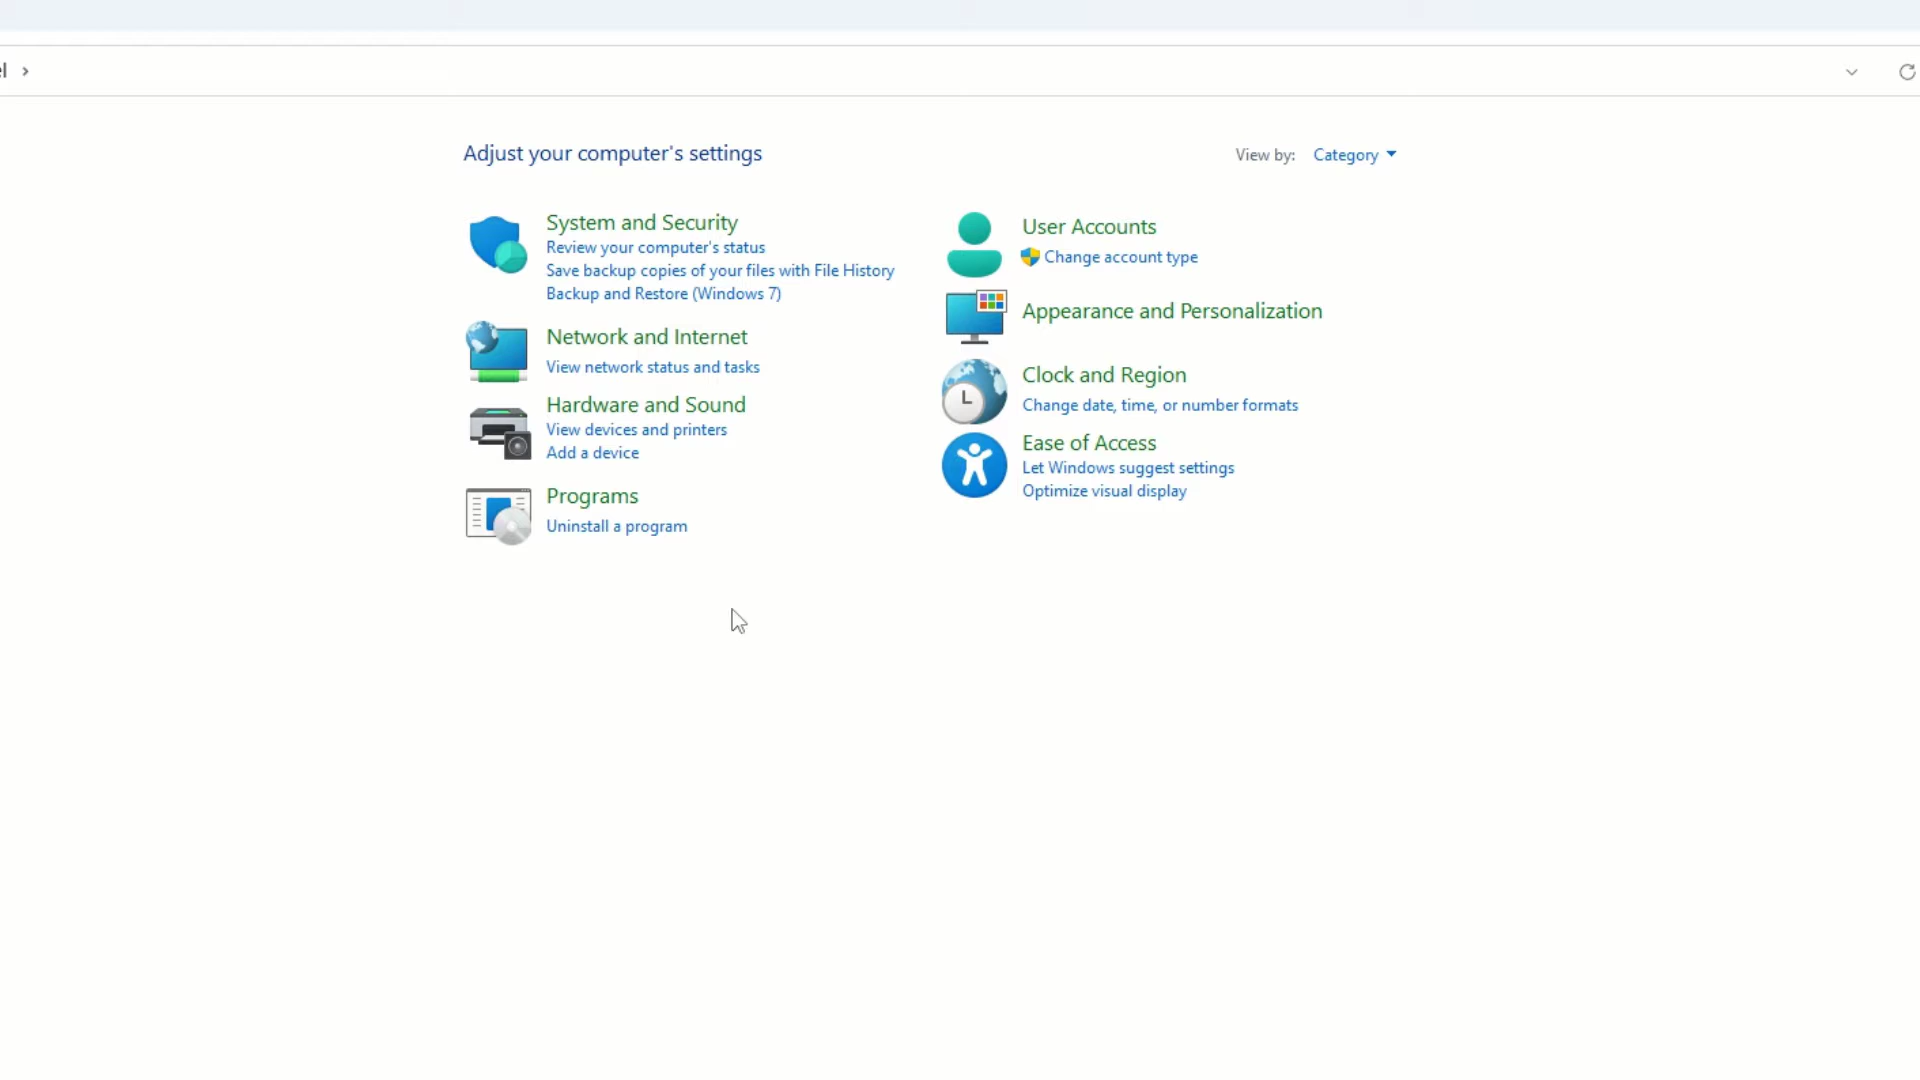 Adjust your computer's settings
View by: Category
System and Security
Review your computer's status
Save backup copies of your files with File History
Backup and Restore (Windows 7)
Network and Internet
View network status and tasks
Hardware and Sound
View devices and printers
Add a device
Programs
Uninstall a program
User Accounts
Change account type
Appearance and Personalization
Clock and Region
Change date, time, or number formats
Ease of Access
Let Windows suggest settings
Optimize visual display